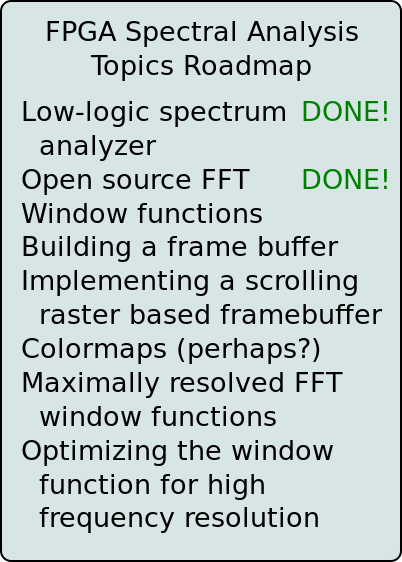 FPGA Spectral Analysis
Topics Roadmap
Low-logic spectrum DONE!
analyzer
Open source FFT DONE!
Window functions
Building a frame buffer
Implementing a scrolling
raster based framebuffer
Colormaps (perhaps?)
Maximally resolved FFT
window functions
Optimizing the window
function for high
frequency resolution